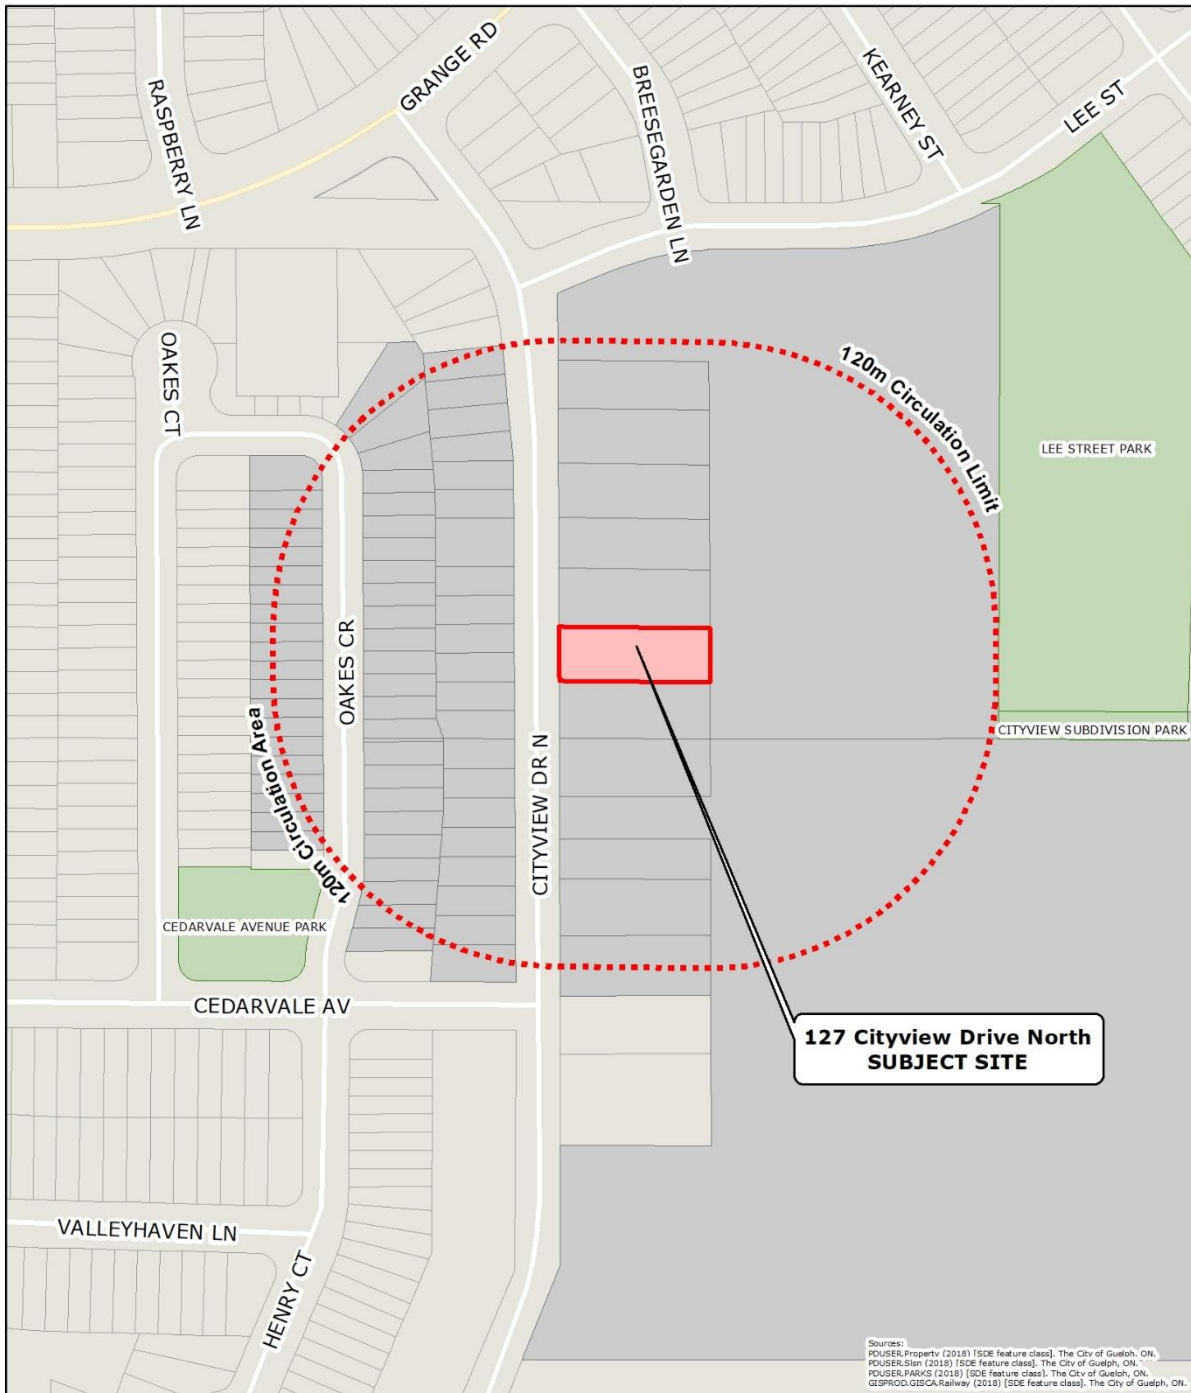 GRANGE RD
RASPBERRY LN
BREESEGARDEN LN
KEARNEY ST
LEE ST
OAKES CT
120m Circulation Limit
LEE STREET PARK
OAKES CR
CITYVIEW DR N
CITYVIEW SUBDIVISION PARK
120m Circulation Area
CEDARVALE AVENUE PARK
CEDARVALE AV
127 Cityview Drive North
SUBJECT SITE
VALLEYHAVEN LN
HENRY CT
Sources:
PDUSER.Property (2018) [SDE feature class]. The City of Guelph, ON.
PDUSER.Slsn (2018) [SDE feature class]. The City of Guelph, ON.
PDUSER.PARKS (2018) [SDE feature class]. The City of Guelph, ON.
GISPROD.GISCA.Railway (2018) [SDE feature class]. The City of Guelph, ON.